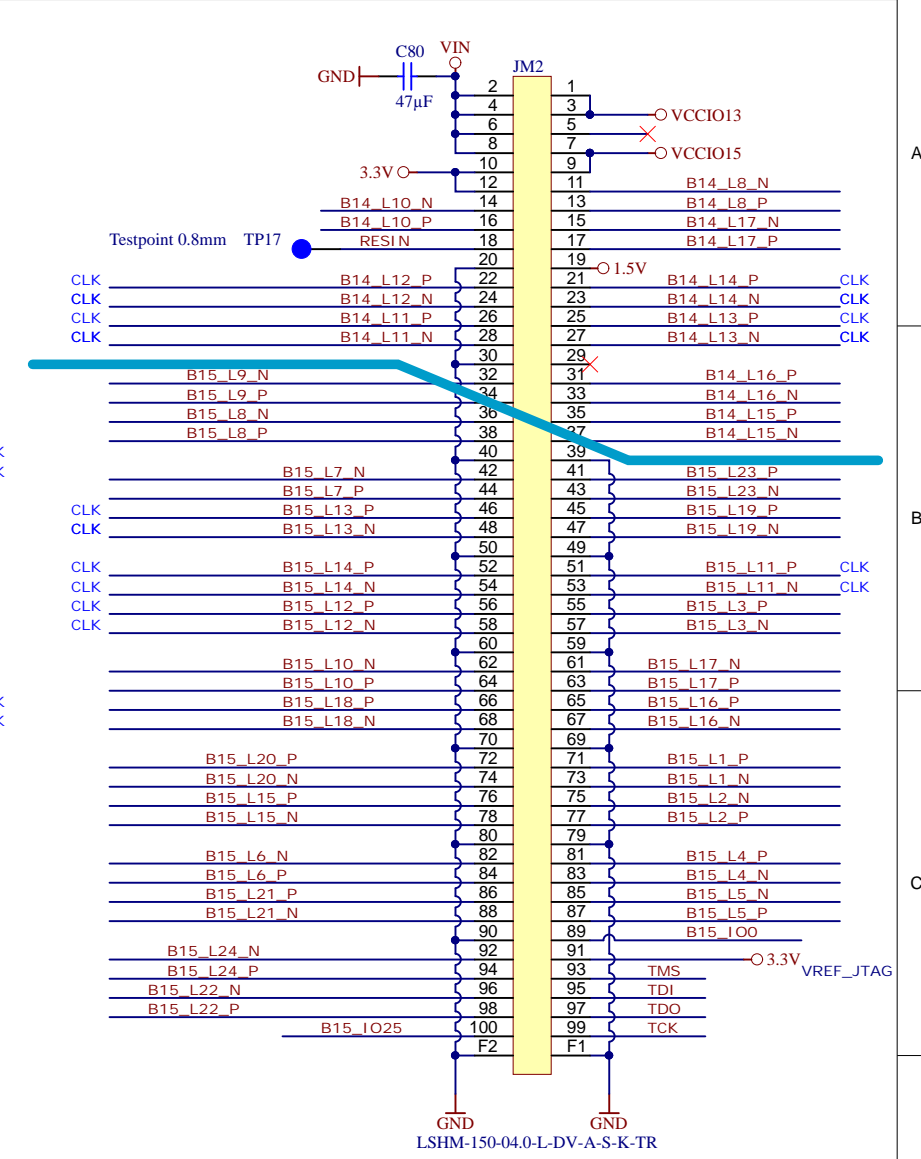 C80 VIN
JM2
GND
47µF
2 1
4 3 VCCIO13
6 5
8 7 VCCIO15
A
3.3V 10 9
12 11 B14_L8_N
B14_L10_N 14 13 B14_L8_P
B14_L10_P 16 15 B14_L17_N
Testpoint 0.8mm TP17 RESIN 18 17 B14_L17_P
20 19 1.5V
CLK B14_L12_P 22 21 B14_L14_P CLK
CLK B14_L12_N 24 23 B14_L14_N CLK
CLK B14_L11_P 26 25 B14_L13_P CLK
CLK B14_L11_N 28 27 B14_L13_N CLK
30 29
B15_L9_N 32 31 B14_L16_P
B15_L9_P 34 33 B14_L16_N
B15_L8_N 36 35 B14_L15_P
B15_L8_P 38 37 B14_L15_N
K 40 39
K B15_L7_N 42 41 B15_L23_P
B15_L7_P 44 43 B15_L23_N
CLK B15_L13_P 46 45 B15_L19_P
B
CLK B15_L13_N 48 47 B15_L19_N
50 49
CLK B15_L14_P 52 51 B15_L11_P CLK
CLK B15_L14_N 54 53 B15_L11_N CLK
CLK B15_L12_P 56 55 B15_L3_P
CLK B15_L12_N 58 57 B15_L3_N
60 59
B15_L10_N 62 61 B15_L17_N
B15_L10_P 64 63 B15_L17_P
K B15_L18_P 66 65 B15_L16_P
K B15_L18_N 68 67 B15_L16_N
70 69
B15_L20_P 72 71 B15_L1_P
B15_L20_N 74 73 B15_L1_N
B15_L15_P 76 75 B15_L2_N
B15_L15_N 78 77 B15_L2_P
80 79
B15_L6_N 82 81 B15_L4_P
B15_L6_P 84 83 B15_L4_N
C
B15_L21_P 86 85 B15_L5_N
B15_L21_N 88 87 B15_L5_P
90 89 B15_IO0
B15_L24_N 92 91 3.3V
VREF_JTAG
B15_L24_P 94 93 TMS
B15_L22_N 96 95 TDI
B15_L22_P 98 97 TDO
B15_IO25 100 99 TCK
F2 F1
GND GND
LSHM-150-04.0-L-DV-A-S-K-TR